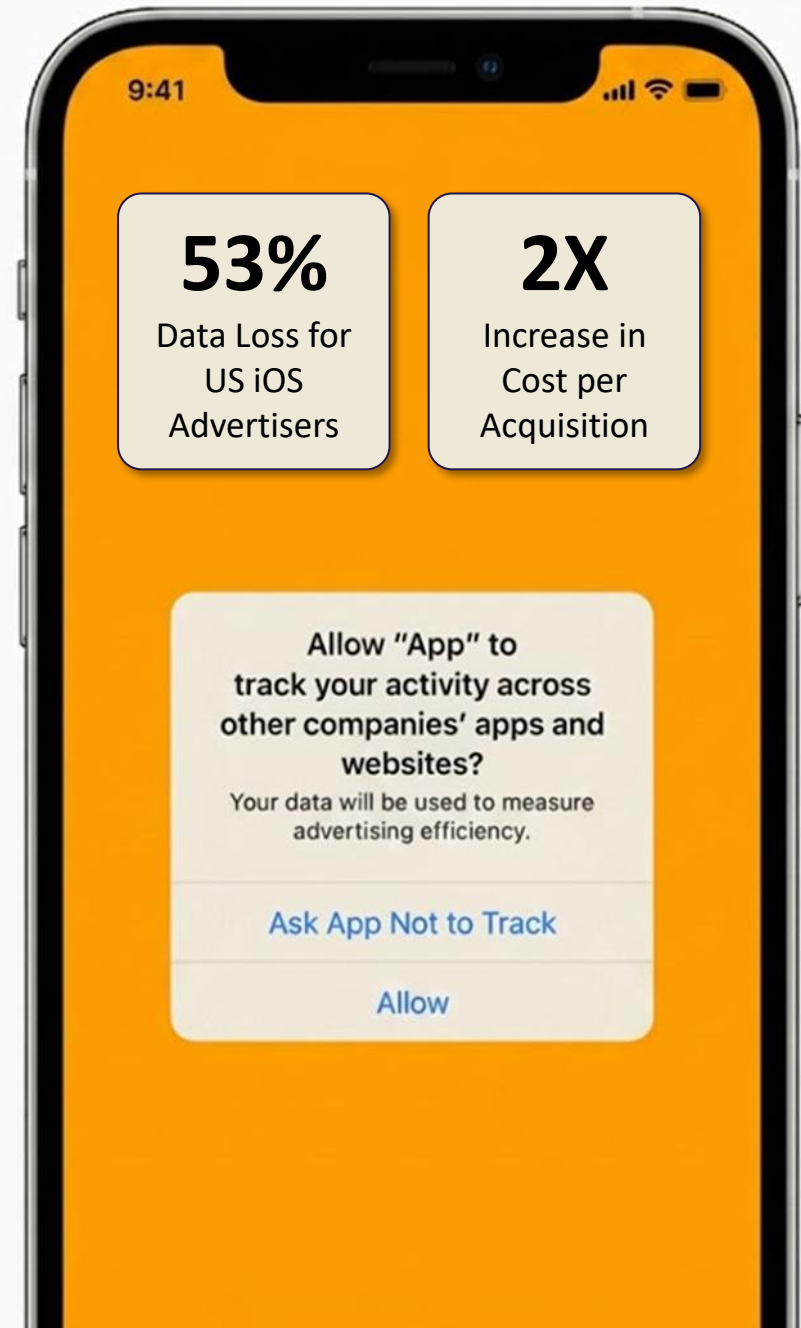 9:41
53%
Data Loss for
US iOS
Advertisers
2X
Increase in
Cost per
Acquisition
Allow "App" to
track your activity across
other companies' apps and
websites?
Your data will be used to measure
advertising efficiency.
Ask App Not to Track
Allow